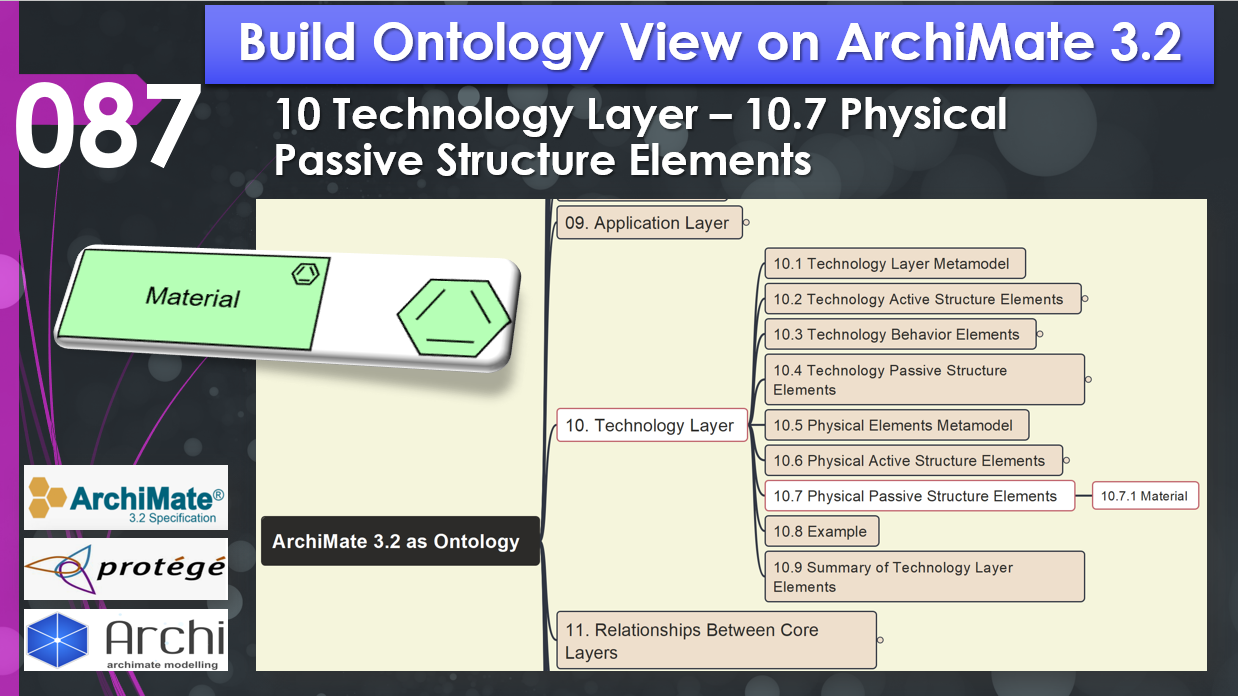 Build Ontology View on ArchiMate 3.2
087
10 Technology Layer – 10.7 Physical
Passive Structure Elements
09. Application Layer
Material
10.1 Technology Layer Metamodel
10.2 Technology Active Structure Elements
10.3 Technology Behavior Elements
10.4 Technology Passive Structure
Elements
10. Technology Layer
10.5 Physical Elements Metamodel
10.6 Physical Active Structure Elements
10.7 Physical Passive Structure Elements
10.7.1 Material
10.8 Example
10.9 Summary of Technology Layer
Elements
ArchiMate 3.2 as Ontology
11. Relationships Between Core
Layers
ArchiMate®
3.2 Specification
protégé
Archi
archimate modelling